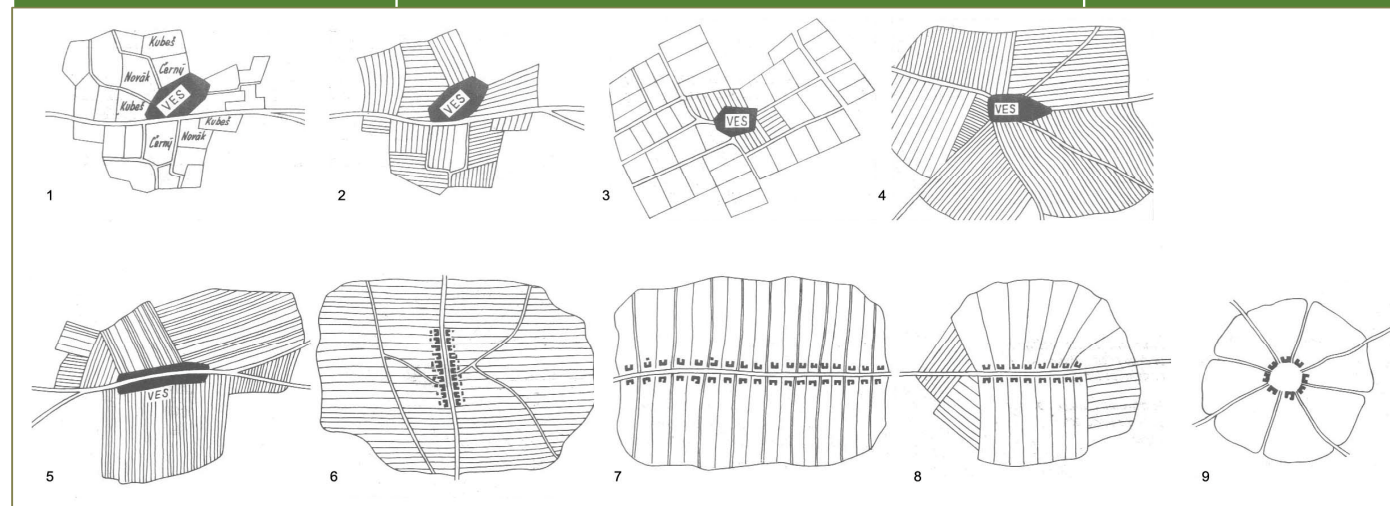 Kubeš
Novák
Černý
VES
Kubeš
Kubeš
Černý
Novák
1
VES
2
VES
3
VES
4
VES
5
6
7
8
9